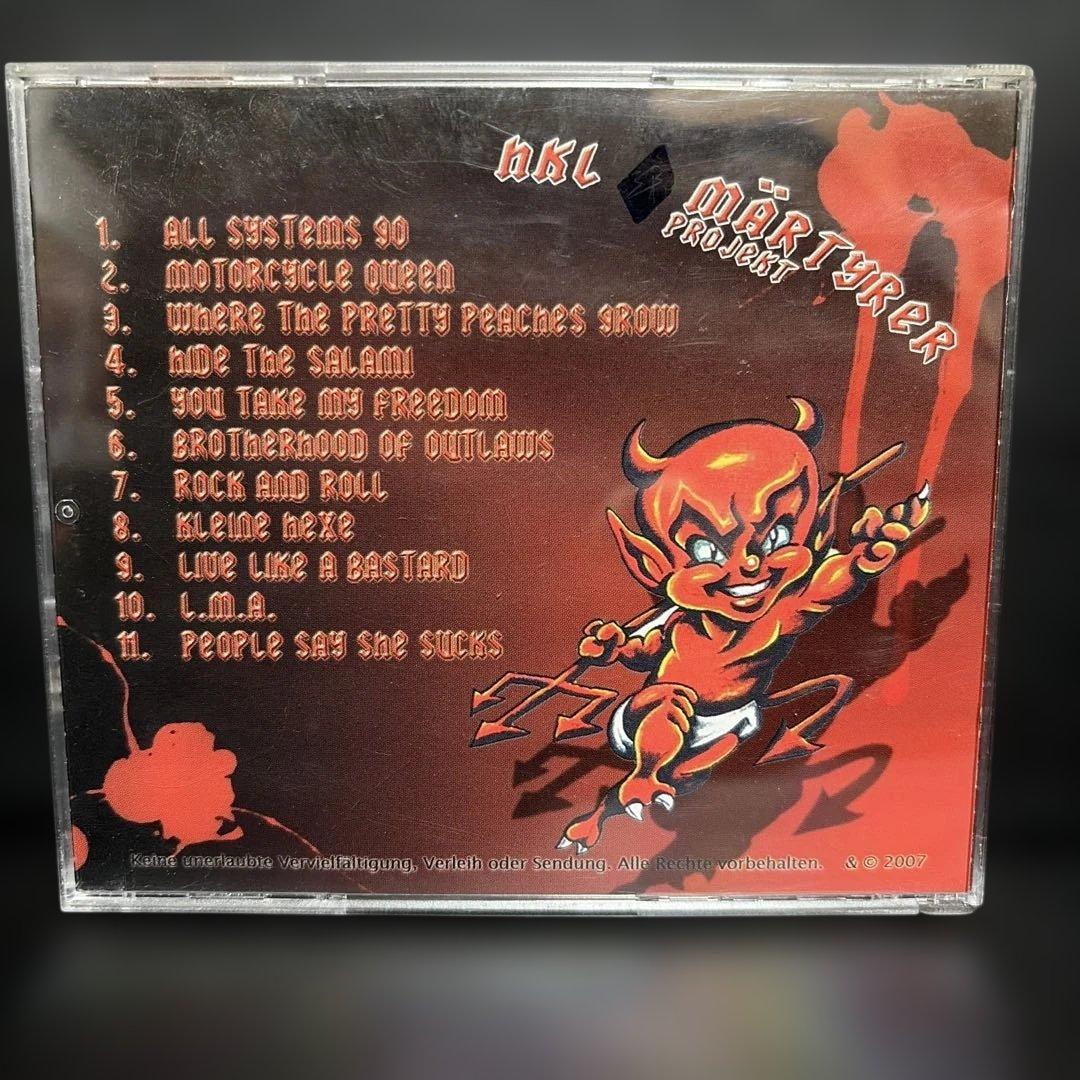 HKL
MÄRTYRER
PROJEKT
1. ALL SYSTEMS GO
2. MOTORCYCLE QUEEN
3. WHERE THE PRETTY PEACHES GROW
4. HIDE THE SALAMI
5. YOU TAKE MY FREEDOM
6. BROTHERHOOD OF OUTLAWS
7. ROCK AND ROLL
8. KLEINE HEXE
9. LIVE LIKE A BASTARD
10. L.M.A.
11. PEOPLE SAY SHE SUCKS
Keine unerlaubte Vervielfältigung, Verleih oder Sendung. Alle Rechte vorbehalten. & © 2007